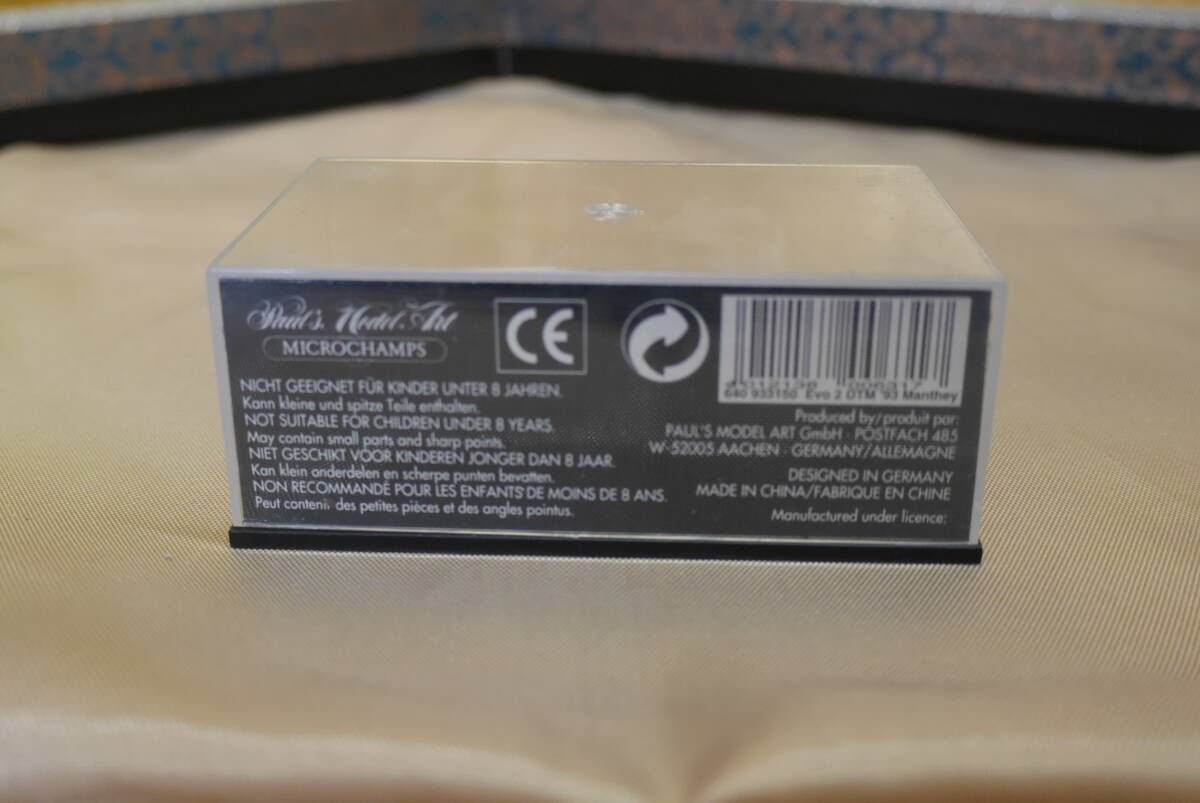 Paul's Model Art
MICROCHAMPS
CE
NICHT GEEIGNET FÜR KINDER UNTER 8 JAHREN.
Kann kleine und spitze Teile enthalten.
NOT SUITABLE FOR CHILDREN UNDER 8 YEARS.
May contain small parts and sharp points.
NIET GESCHIKT VOOR KINDEREN JONGER DAN 8 JAAR.
Kan klein anderdelen en scherpe punten bevatten.
NON RECOMMANDÉ POUR LES ENFANTS DE MOINS DE 8 ANS.
Peut contenir des petites pièces et des angles pointus.
640 933150 Evo 2 DTM '93 Manthey
Produced by/produit par:
PAUL'S MODEL ART GmbH · POSTFACH 485
W-52005 AACHEN · GERMANY/ALLEMAGNE
DESIGNED IN GERMANY
MADE IN CHINA/FABRIQUE EN CHINE
Manufactured under licence: